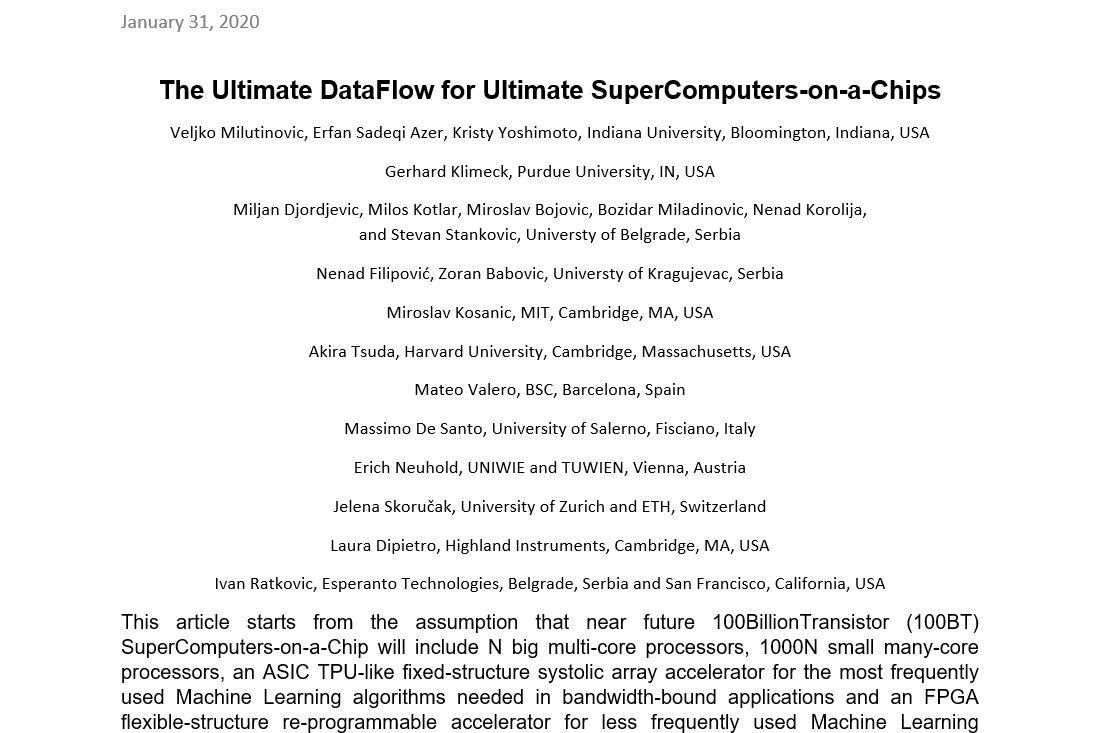 January 31, 2020
The Ultimate DataFlow for Ultimate SuperComputers-on-a-Chips
Veljko Milutinovic, Erfan Sadeqi Azer, Kristy Yoshimoto, Indiana University, Bloomington, Indiana, USA
Gerhard Klimeck, Purdue University, IN, USA
Miljan Djordjevic, Milos Kotlar, Miroslav Bojovic, Bozidar Miladinovic, Nenad Korolija,
and Stevan Stankovic, Universty of Belgrade, Serbia
Nenad Filipović, Zoran Babovic, Universty of Kragujevac, Serbia
Miroslav Kosanic, MIT, Cambridge, MA, USA
Akira Tsuda, Harvard University, Cambridge, Massachusetts, USA
Mateo Valero, BSC, Barcelona, Spain
Massimo De Santo, University of Salerno, Fisciano, Italy
Erich Neuhold, UNIWIE and TUWIEN, Vienna, Austria
Jelena Skoručak, University of Zurich and ETH, Switzerland
Laura Dipietro, Highland Instruments, Cambridge, MA, USA
Ivan Ratkovic, Esperanto Technologies, Belgrade, Serbia and San Francisco, California, USA
This article starts from the assumption that near future 100BillionTransistor (100BT)
SuperComputers-on-a-Chip will include N big multi-core processors, 1000N small many-core
processors, an ASIC TPU-like fixed-structure systolic array accelerator for the most frequently
used Machine Learning algorithms needed in bandwidth-bound applications and an FPGA
flexible-structure re-programmable accelerator for less frequently used Machine Learning